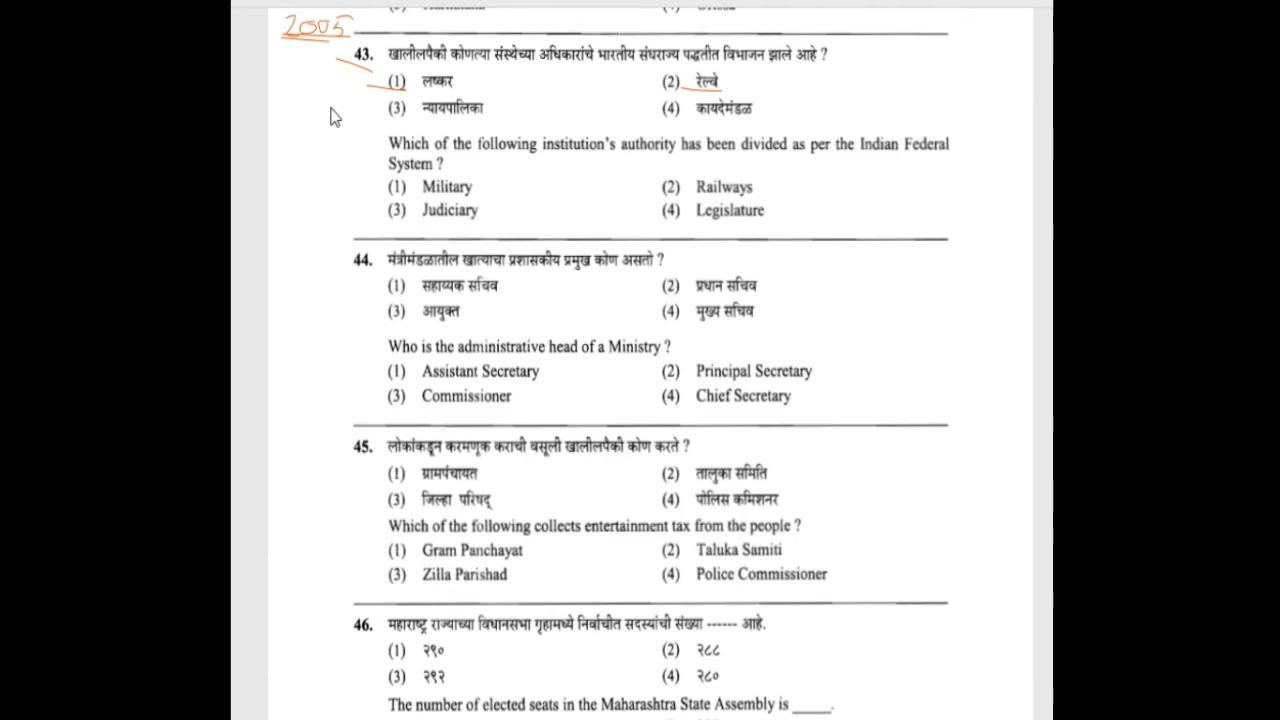 2005
43. खालीलपैकी कोणत्या संस्थेच्या अधिकारांचे भारतीय संघराज्य पद्धतीत विभाजन झाले आहे ?
(1) लष्कर (2) रेल्वे
(3) न्यायपालिका (4) कायदेमंडळ
Which of the following institution's authority has been divided as per the Indian Federal
System ?
(1) Military (2) Railways
(3) Judiciary (4) Legislature
44. मंत्रीमंडळातील खात्याचा प्रशासकीय प्रमुख कोण असतो ?
(1) सहाय्यक सचिव (2) प्रधान सचिव
(3) आयुक्त (4) मुख्य सचिव
Who is the administrative head of a Ministry ?
(1) Assistant Secretary (2) Principal Secretary
(3) Commissioner (4) Chief Secretary
45. लोकांकडून करमणूक कराची वसूली खालीलपैकी कोण करते ?
(1) ग्रामपंचायत (2) तालुका समिति
(3) जिल्हा परिषद् (4) पोलिस कमिशनर
Which of the following collects entertainment tax from the people ?
(1) Gram Panchayat (2) Taluka Samiti
(3) Zilla Parishad (4) Police Commissioner
46. महाराष्ट्र राज्याच्या विधानसभा गृहामध्ये निर्वाचीत सदस्यांची संख्या ------ आहे.
(1) २९० (2) २८८
(3) २९२ (4) २८०
The number of elected seats in the Maharashtra State Assembly is _____.